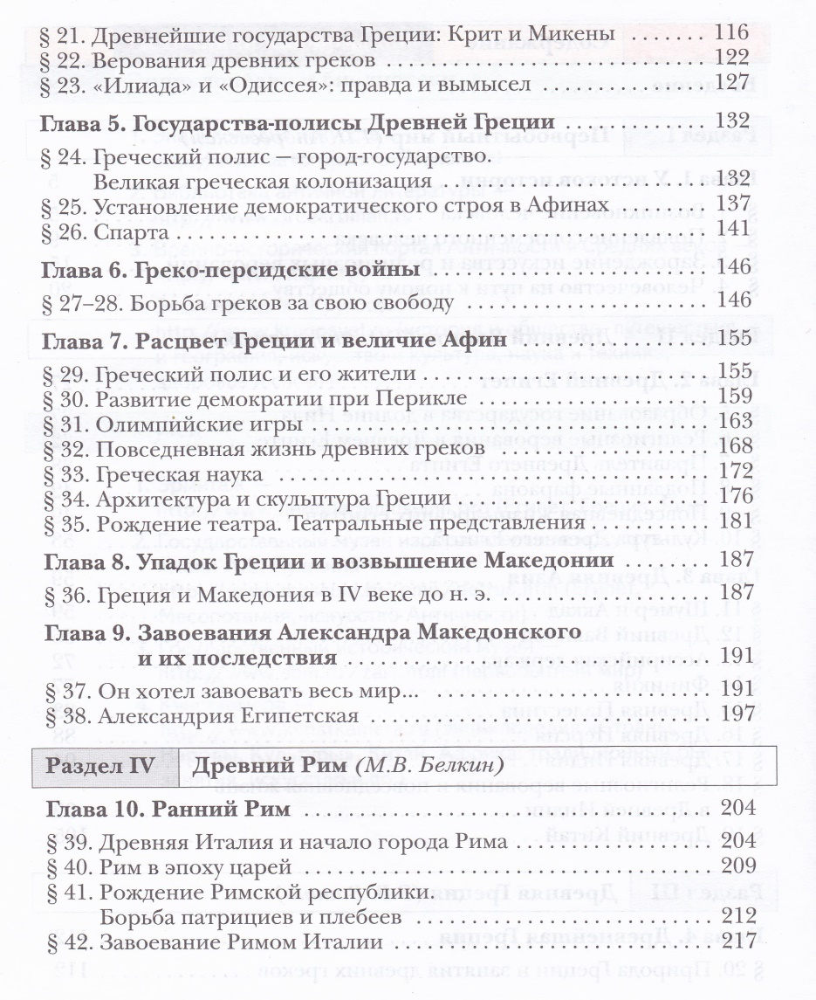 § 21. Древнейшие государства Греции: Крит и Микены ........ 116
§ 22. Верования древних греков ........ 122
§ 23. «Илиада» и «Одиссея»: правда и вымысел ........ 127
Глава 5. Государства-полисы Древней Греции ........ 132
§ 24. Греческий полис — город-государство.
Великая греческая колонизация ........ 132
§ 25. Установление демократического строя в Афинах ........ 137
§ 26. Спарта ........ 141
Глава 6. Греко-персидские войны ........ 146
§ 27–28. Борьба греков за свою свободу ........ 146
Глава 7. Расцвет Греции и величие Афин ........ 155
§ 29. Греческий полис и его жители ........ 155
§ 30. Развитие демократии при Перикле ........ 159
§ 31. Олимпийские игры ........ 163
§ 32. Повседневная жизнь древних греков ........ 168
§ 33. Греческая наука ........ 172
§ 34. Архитектура и скульптура Греции ........ 176
§ 35. Рождение театра. Театральные представления ........ 181
Глава 8. Упадок Греции и возвышение Македонии ........ 187
§ 36. Греция и Македония в IV веке до н. э. ........ 187
Глава 9. Завоевания Александра Македонского
и их последствия ........ 191
§ 37. Он хотел завоевать весь мир... ........ 191
§ 38. Александрия Египетская ........ 197
Раздел IV Древний Рим (М.В. Белкин)
Глава 10. Ранний Рим ........ 204
§ 39. Древняя Италия и начало города Рима ........ 204
§ 40. Рим в эпоху царей ........ 209
§ 41. Рождение Римской республики.
Борьба патрициев и плебеев ........ 212
§ 42. Завоевание Римом Италии ........ 217